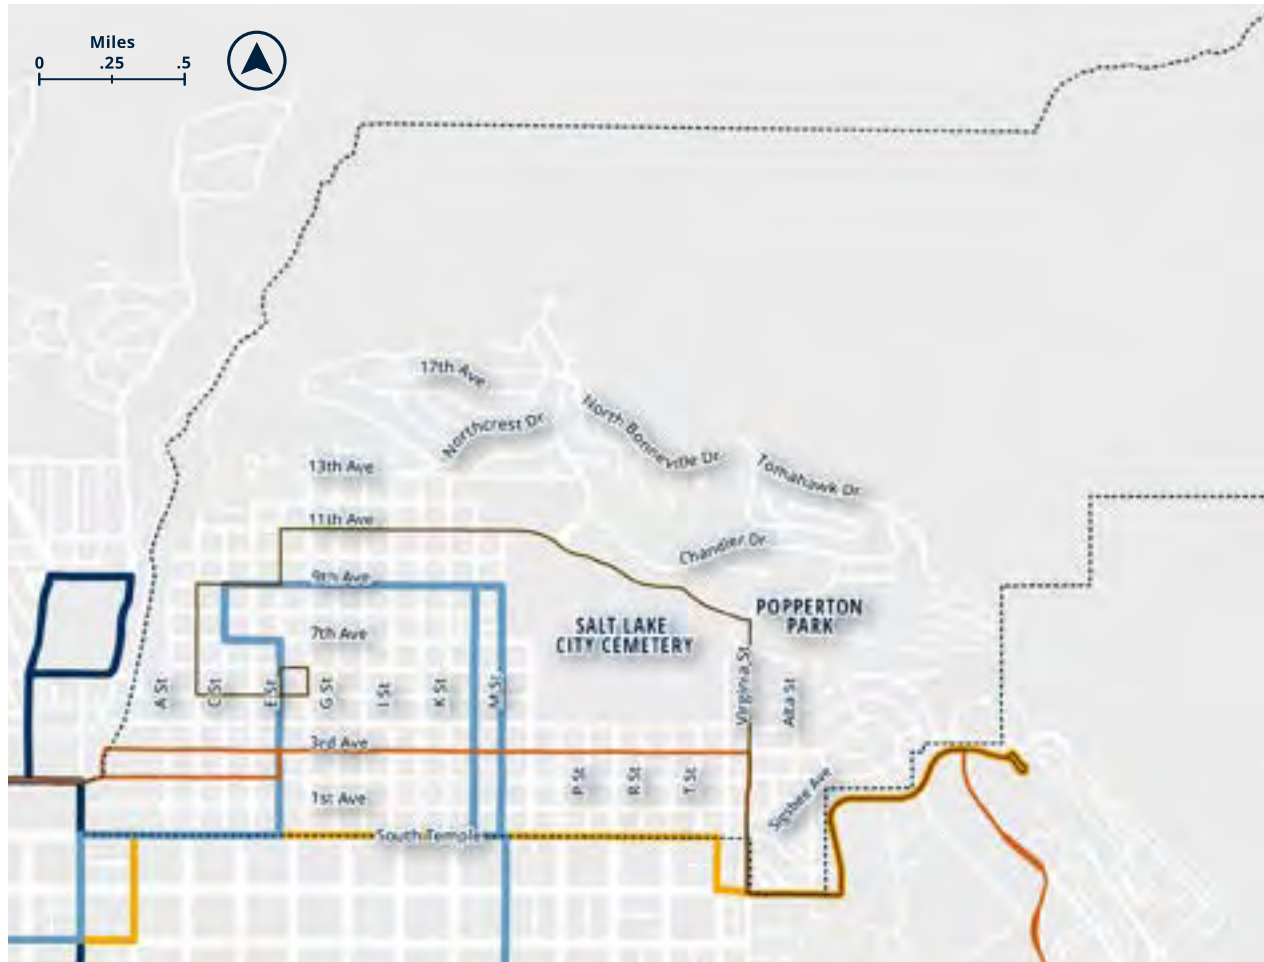 Miles
0 .25 .5
17th Ave
Northcrest Dr
North Bonneville Dr
13th Ave
Tomahawk Dr
11th Ave
Chandler Dr
9th Ave
POPPERTON
PARK
SALT LAKE
CITY CEMETERY
7th Ave
A St
C St
E St
G St
I St
K St
M St
Virginia St
Alta St
3rd Ave
P St
R St
T St
1st Ave
Sigsbee Ave
South Temple